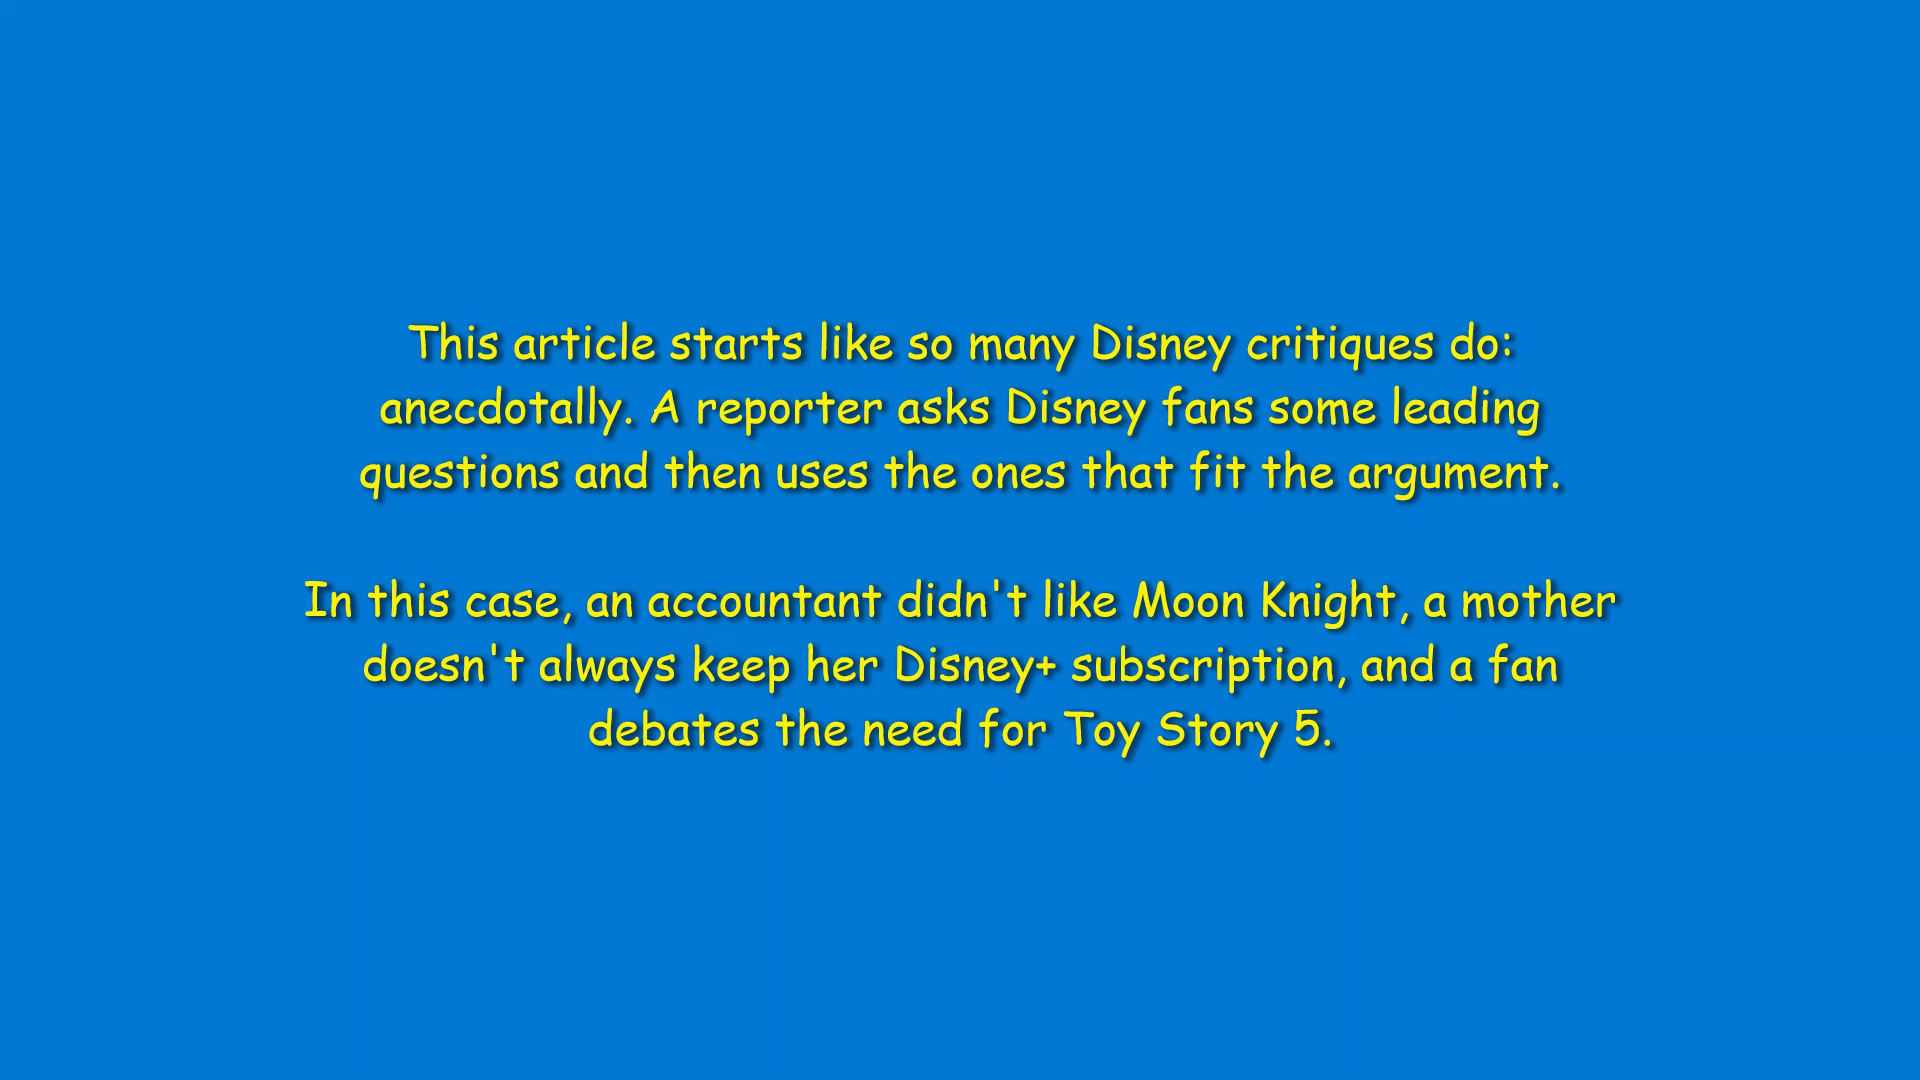 This article starts like so many Disney critiques do:
anecdotally. A reporter asks Disney fans some leading
questions and then uses the ones that fit the argument.
In this case, an accountant didn't like Moon Knight, a mother
doesn't always keep her Disney+ subscription, and a fan
debates the need for Toy Story 5.